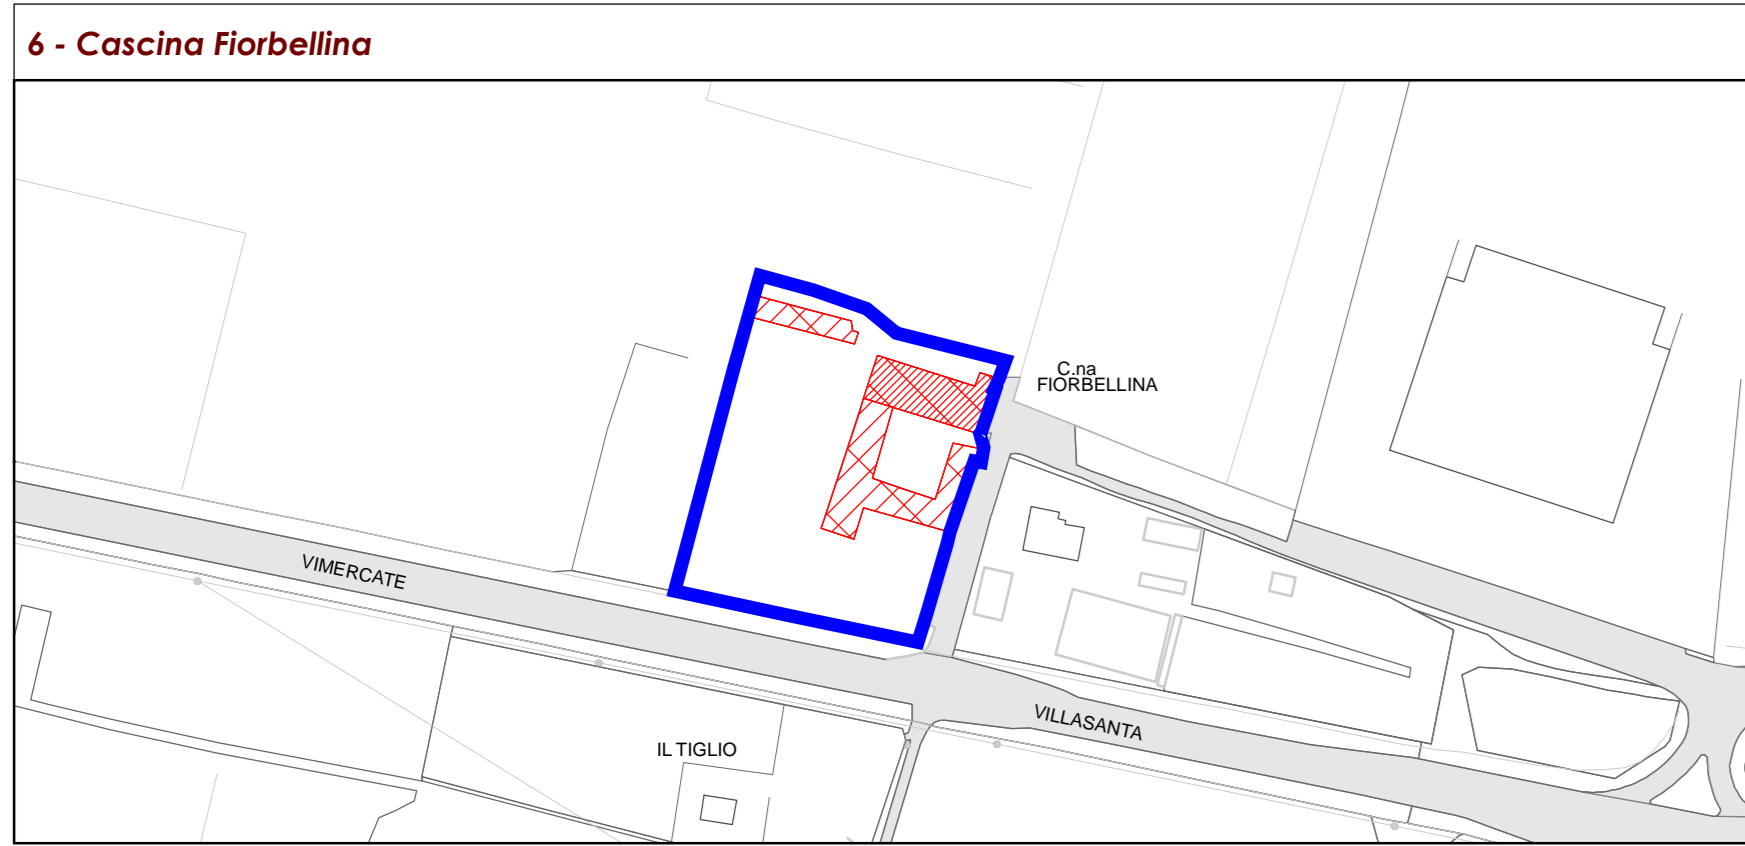 6 - Cascina Fiorbellina
C.na
FIORBELLINA
VIMERCATE
VILLASANTA
IL TIGLIO